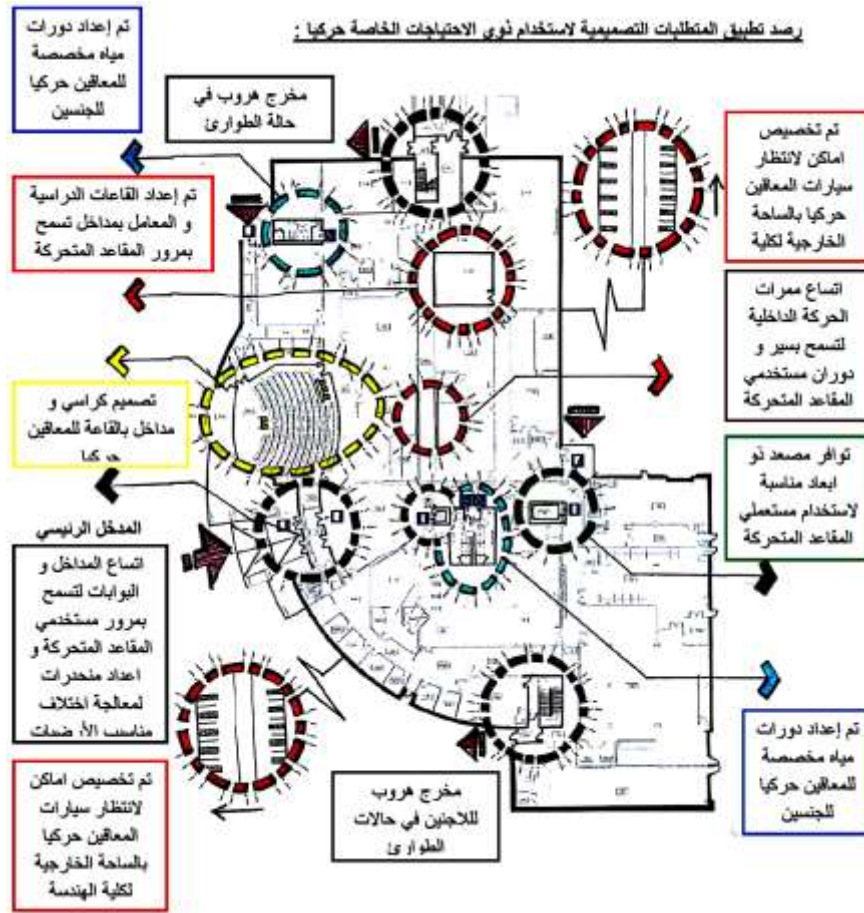 رصد تطبيق المتطلبات التصميمية لاستخدام ذوي الاحتياجات الخاصة حركيا :
تم إعداد دورات
مياه مخصصة
للمعاقين حركيا
للجنسين
مخرج هروب في
حالة الطوارئ
تم تخصيص
اماكن لانتظار
سيارات المعاقين
حركيا بالساحة
الخارجية لكلية
تم إعداد القاعات الدراسية
و المعامل بمداخل تسمح
بمرور المقاعد المتحركة
اتساع ممرات
الحركة الداخلية
لتسمح بسير و
دوران مستخدمي
المقاعد المتحركة
تصميم كراسي و
مداخل بالقاعة للمعاقين
حركيا
توافر مصعد ذو
ابعاد مناسبة
لاستخدام مستعملي
المقاعد المتحركة
المدخل الرئيسي
اتساع المداخل و
البوابات لتسمح
بمرور مستخدمي
المقاعد المتحركة و
اعداد منحدرات
لمعالجة اختلاف
مناسب الأرضيات
تم إعداد دورات
مياه مخصصة
للمعاقين حركيا
للجنسين
تم تخصيص اماكن
لانتظار سيارات
المعاقين حركيا
بالساحة الخارجية
لكلية الهندسة
مخرج هروب
للاجنين في حالات
الطوارئ